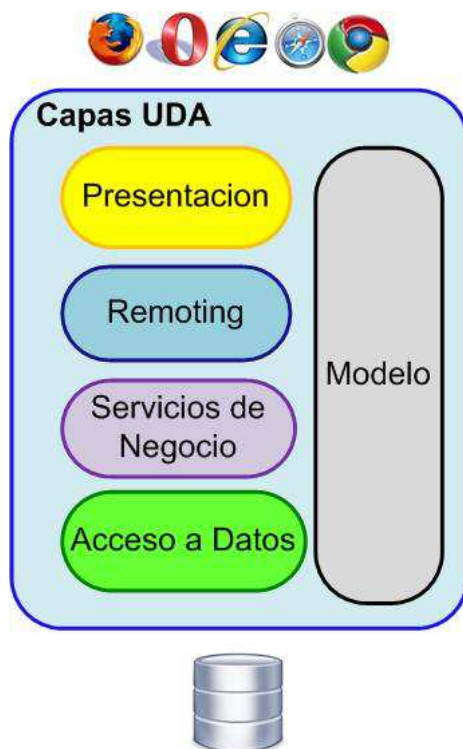 Capas UDA
Presentacion
Remoting
Servicios de
Negocio
Acceso a Datos
Modelo